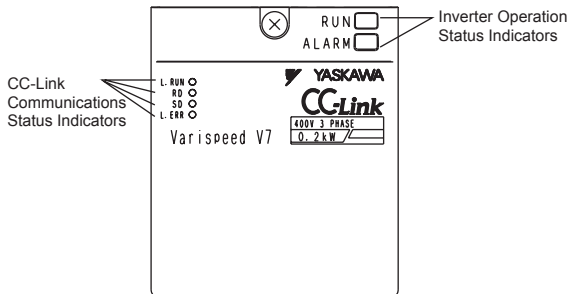 RUN
ALARM
Inverter Operation
Status Indicators
CC-Link
Communications
Status Indicators
L.RUN
RD
SD
L.ERR
YASKAWA
CC-Link
400V 3 PHASE
0.2kW
Varispeed V7